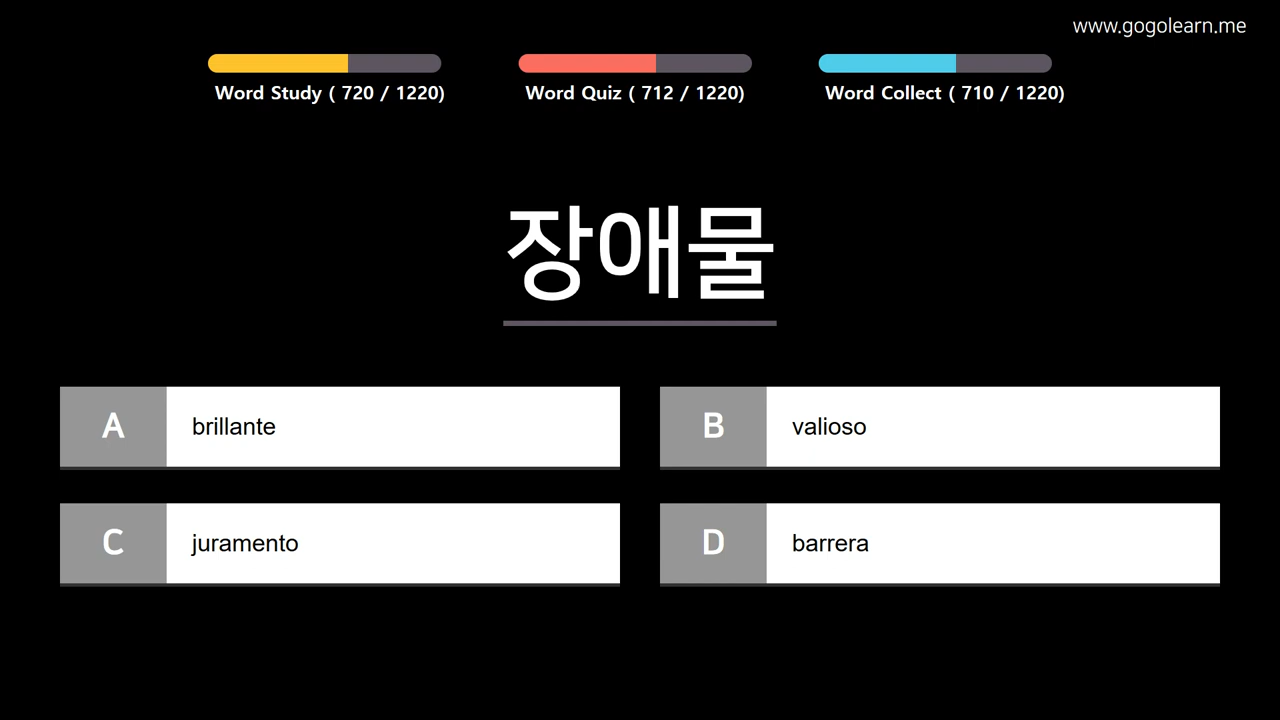 www.gogolearn.me
Word Study ( 720 / 1220)
Word Quiz ( 712 / 1220)
Word Collect ( 710 / 1220)
장애물
A brillante
B valioso
C juramento
D barrera